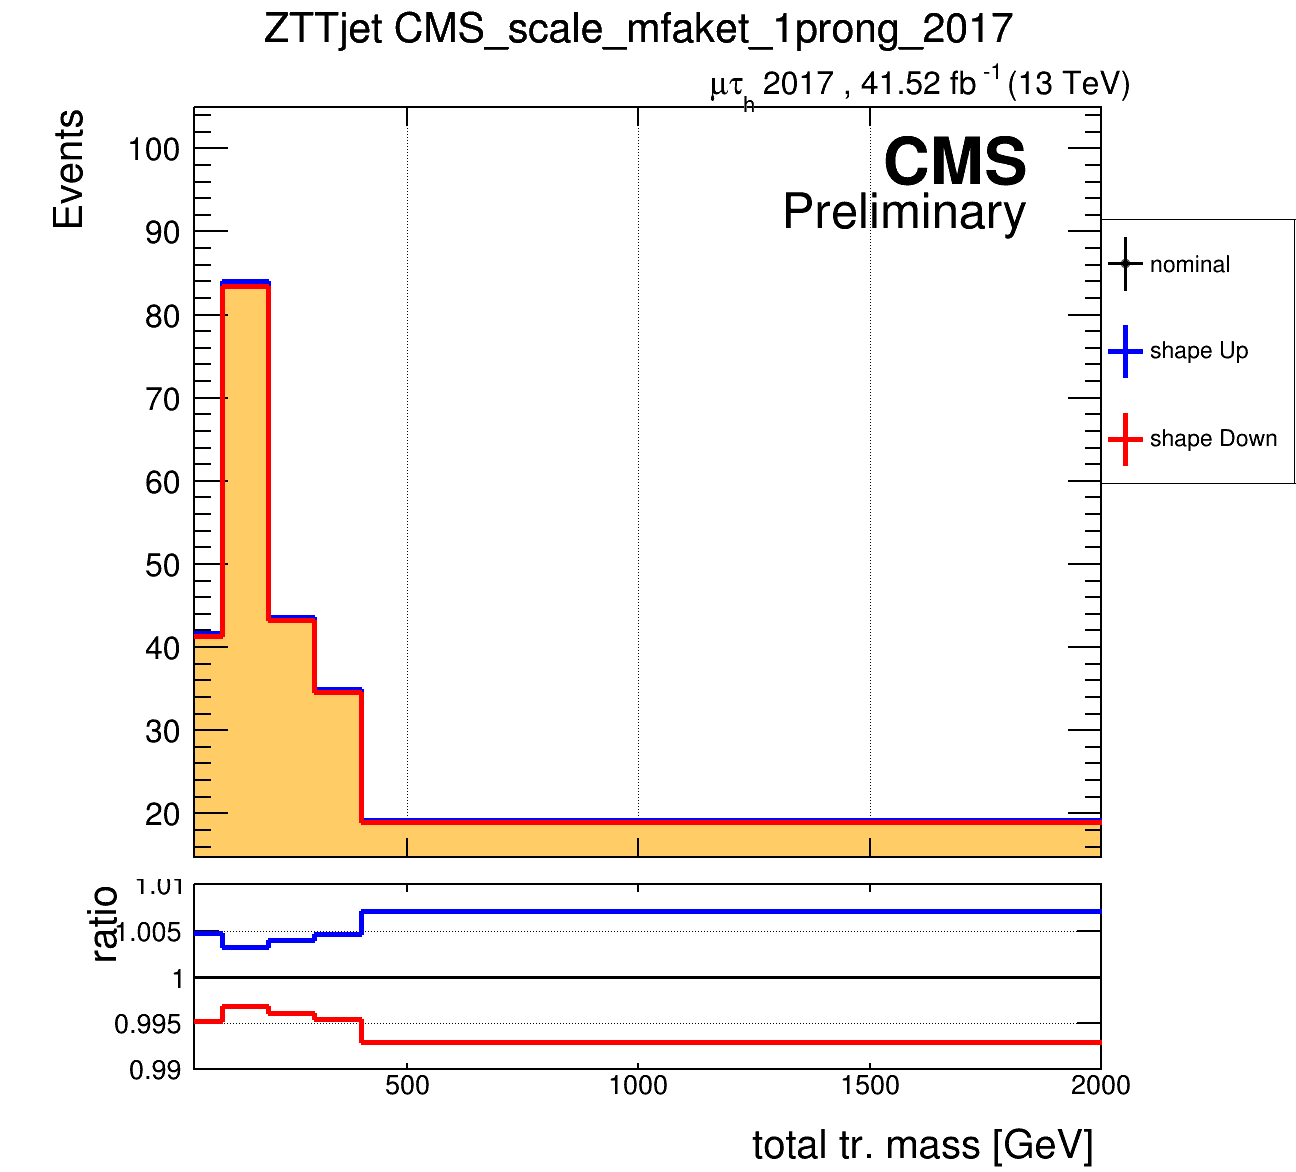 ZTTjet CMS_scale_mfaket_1prong_2017
μτh 2017 , 41.52 fb-1 (13 TeV)
Events
100
90
80
70
60
50
40
30
20
CMS
Preliminary
nominal
shape Up
shape Down
ratio
1.01
1.005
1
0.995
0.99
500
1000
1500
2000
total tr. mass [GeV]